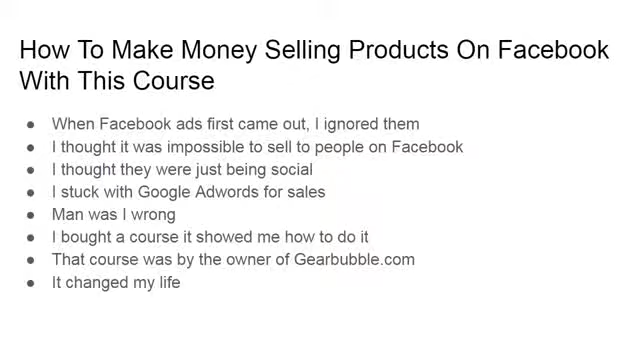 How To Make Money Selling Products On Facebook
With This Course
● When Facebook ads first came out, I ignored them
● I thought it was impossible to sell to people on Facebook
● I thought they were just being social
● I stuck with Google Adwords for sales
● Man was I wrong
● I bought a course it showed me how to do it
● That course was by the owner of Gearbubble.com
● It changed my life